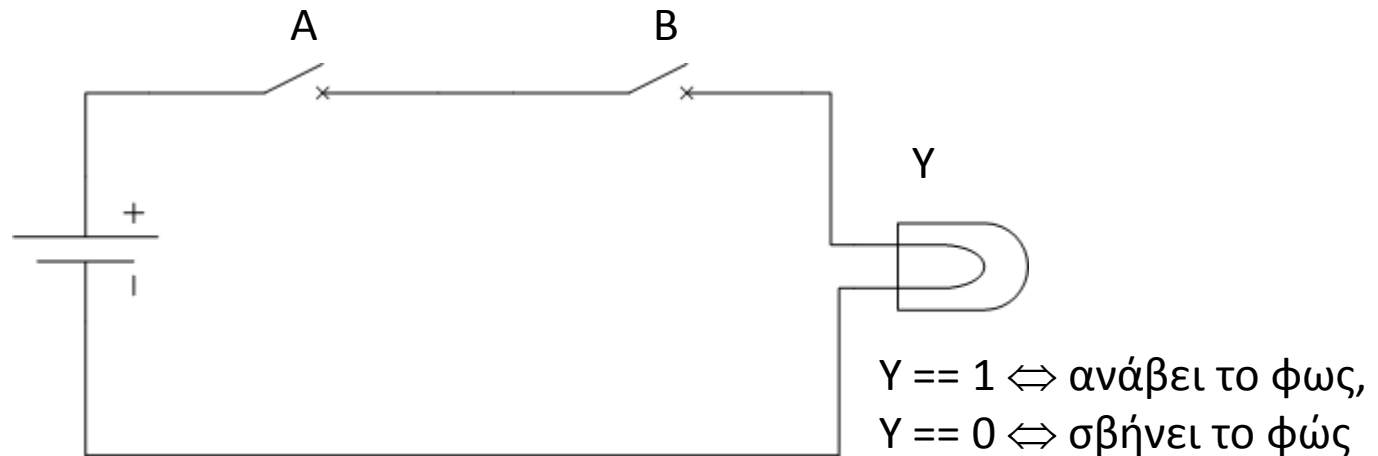 A B
Y
+
-
Y == 1 ⇔ ανάβει το φως,
Y == 0 ⇔ σβήνει το φώς